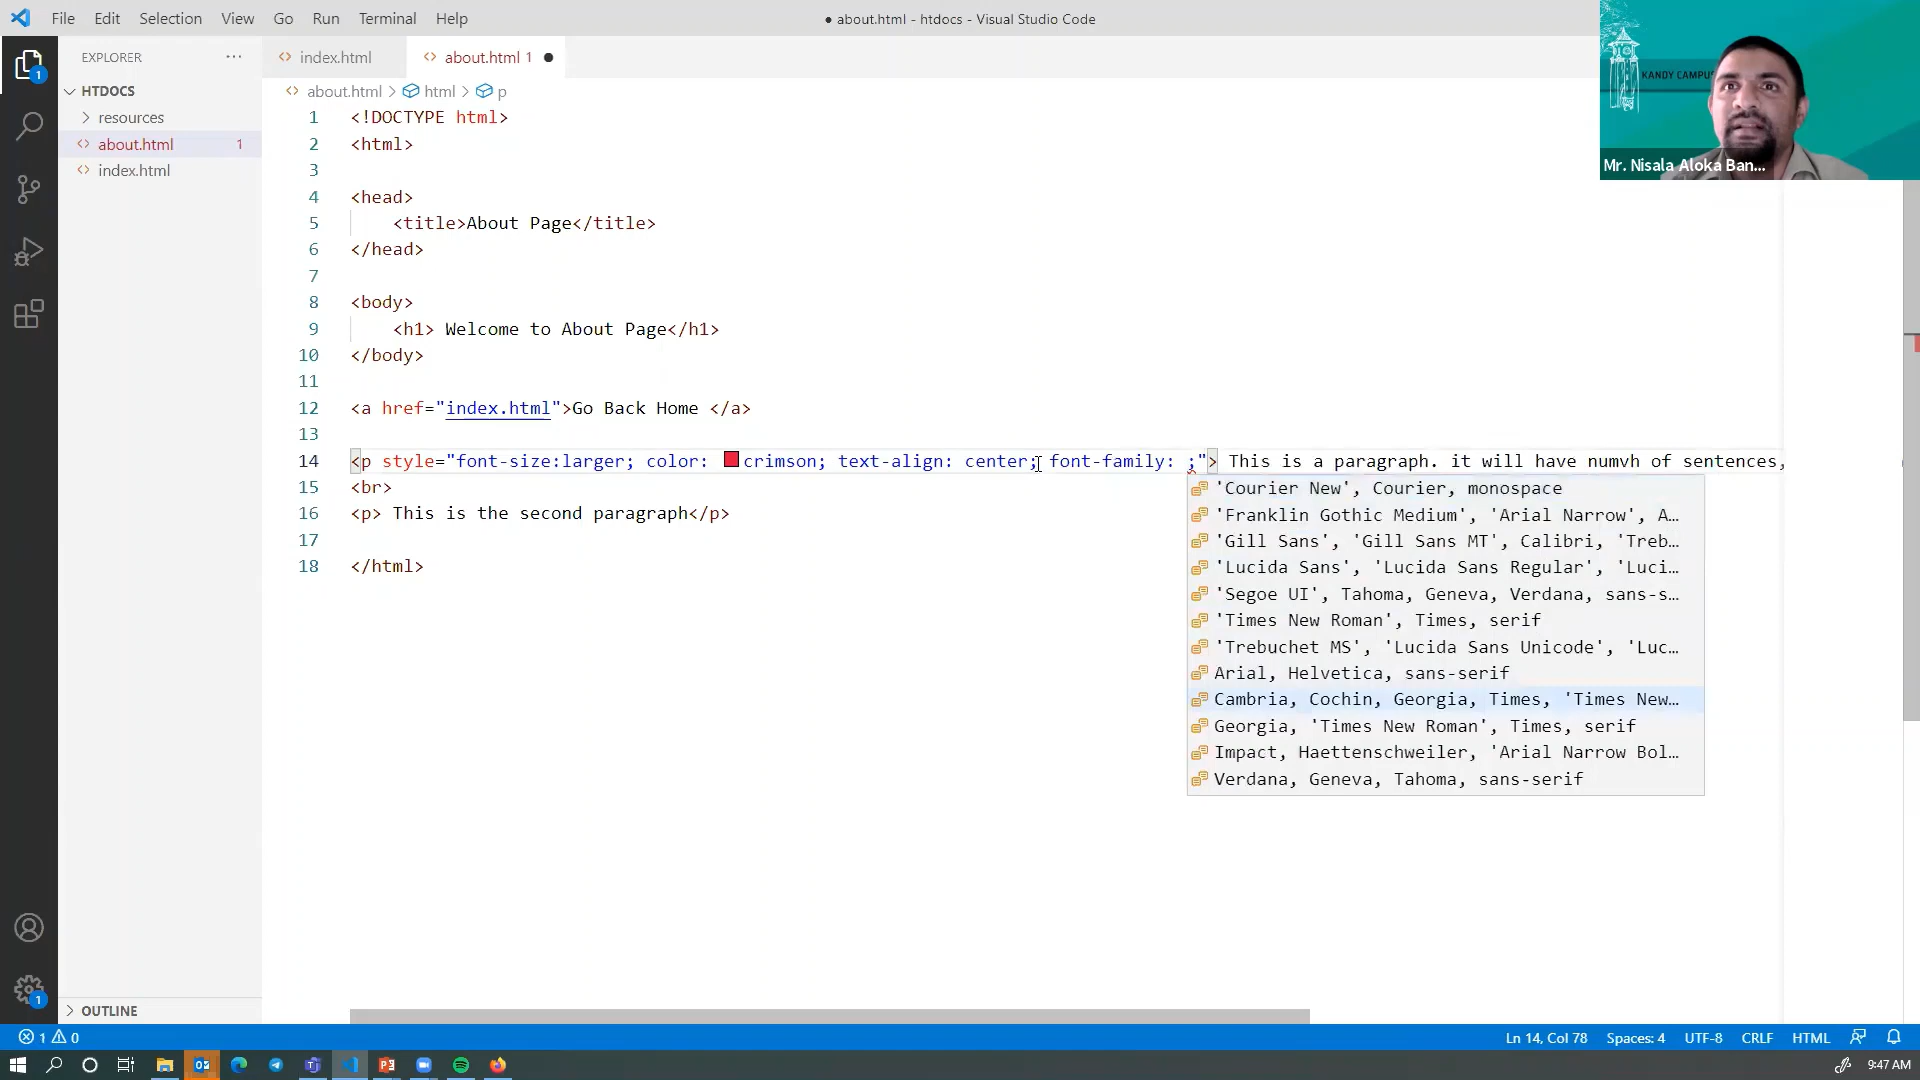 File Edit Selection View Go Run Terminal Help
● about.html - htdocs - Visual Studio Code
KANDY CAMPUS
Mr. Nisala Aloka Ban...
EXPLORER ...
HTDOCS
resources
about.html 1
index.html
OUTLINE
index.html
about.html 1 ●
about.html > html > p
1 <!DOCTYPE html>
2 <html>
3
4 <head>
5 <title>About Page</title>
6 </head>
7
8 <body>
9 <h1> Welcome to About Page</h1>
10 </body>
11
12 <a href="index.html">Go Back Home </a>
13
14 <p style="font-size:larger; color: crimson; text-align: center; font-family: ;"> This is a paragraph. it will have numvh of sentences,
15 <br>
16 <p> This is the second paragraph</p>
17
18 </html>
'Courier New', Courier, monospace
'Franklin Gothic Medium', 'Arial Narrow', A...
'Gill Sans', 'Gill Sans MT', Calibri, 'Treb...
'Lucida Sans', 'Lucida Sans Regular', 'Luci...
'Segoe UI', Tahoma, Geneva, Verdana, sans-s...
'Times New Roman', Times, serif
'Trebuchet MS', 'Lucida Sans Unicode', 'Luc...
Arial, Helvetica, sans-serif
Cambria, Cochin, Georgia, Times, 'Times New...
Georgia, 'Times New Roman', Times, serif
Impact, Haettenschweiler, 'Arial Narrow Bol...
Verdana, Geneva, Tahoma, sans-serif
1 0
Ln 14, Col 78 Spaces: 4 UTF-8 CRLF HTML
9:47 AM